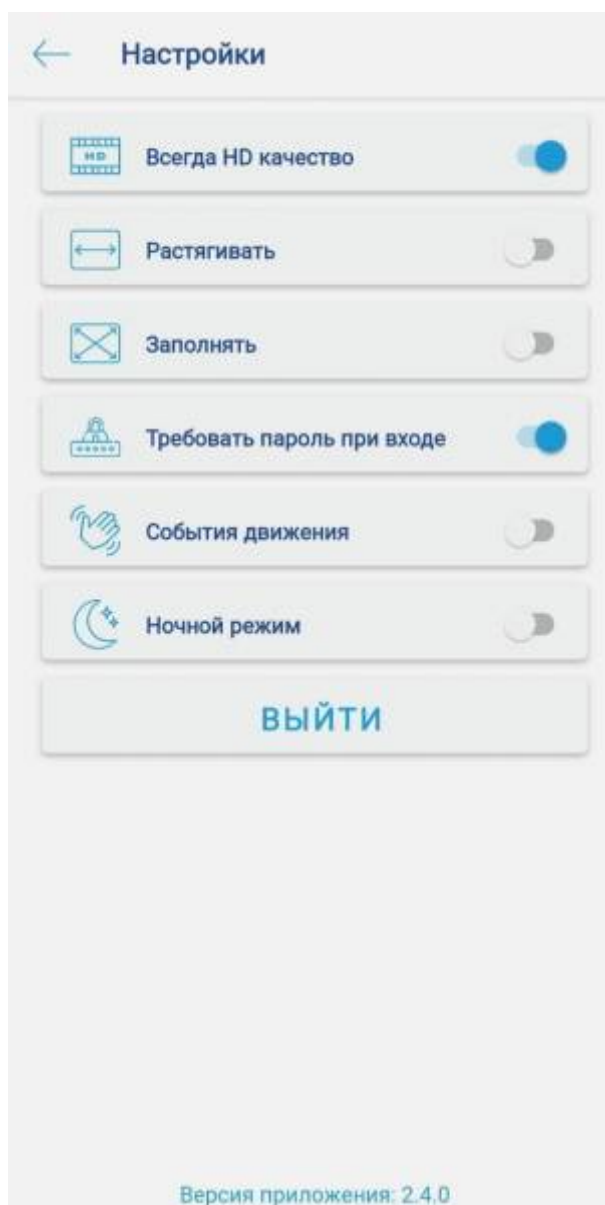 Настройки
HD
Всегда HD качество
Растягивать
Заполнять
Требовать пароль при входе
События движения
Ночной режим
ВЫЙТИ
Версия приложения: 2.4.0